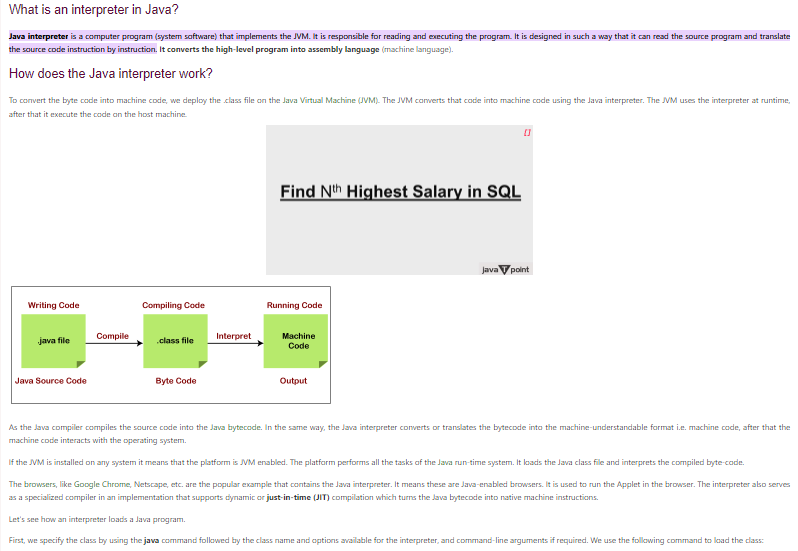 What is an interpreter in Java?
Java interpreter is a computer program (system software) that implements the JVM. It is responsible for reading and executing the program. It is designed in such a way that it can read the source program and translate
the source code instruction by instruction. It converts the high-level program into assembly language (machine language).
How does the Java interpreter work?
To convert the byte code into machine code, we deploy the .class file on the Java Virtual Machine (JVM). The JVM converts that code into machine code using the Java interpreter. The JVM uses the interpreter at runtime,
after that it execute the code on the host machine.
[]
Find Nth Highest Salary in SQL
java T point
Writing Code Compiling Code Running Code
.java file Compile .class file Interpret Machine
Code
Java Source Code Byte Code Output
As the Java compiler compiles the source code into the Java bytecode. In the same way, the Java interpreter converts or translates the bytecode into the machine-understandable format i.e. machine code, after that the
machine code interacts with the operating system.
If the JVM is installed on any system it means that the platform is JVM enabled. The platform performs all the tasks of the Java run-time system. It loads the Java class file and interprets the compiled byte-code.
The browsers, like Google Chrome, Netscape, etc. are the popular example that contains the Java interpreter. It means these are Java-enabled browsers. It is used to run the Applet in the browser. The interpreter also serves
as a specialized compiler in an implementation that supports dynamic or just-in-time (JIT) compilation which turns the Java bytecode into native machine instructions.
Let's see how an interpreter loads a Java program.
First, we specify the class by using the java command followed by the class name and options available for the interpreter, and command-line arguments if required. We use the following command to load the class: